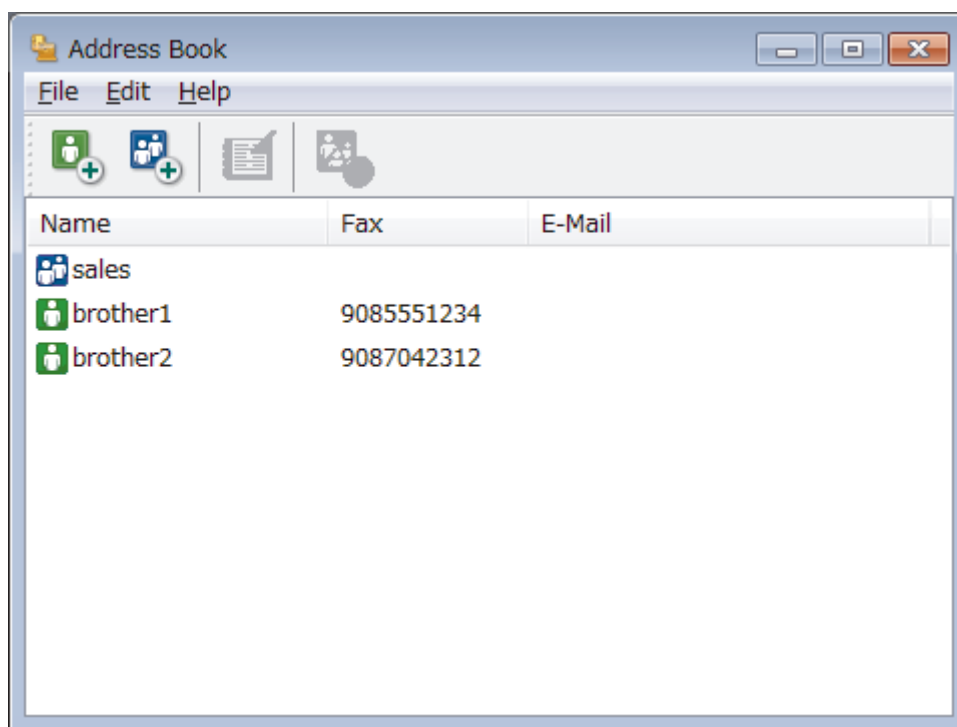 Address Book
File Edit Help
Name Fax E-Mail
sales
brother1 9085551234
brother2 9087042312